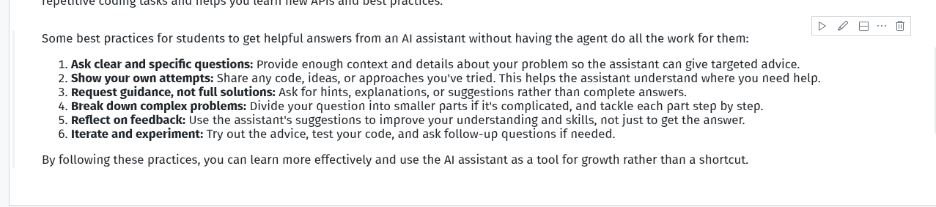 repetitive coding tasks and helps you learn new APIs and best practices.
Some best practices for students to get helpful answers from an AI assistant without having the agent do all the work for them:
1. Ask clear and specific questions: Provide enough context and details about your problem so the assistant can give targeted advice.
2. Show your own attempts: Share any code, ideas, or approaches you've tried. This helps the assistant understand where you need help.
3. Request guidance, not full solutions: Ask for hints, explanations, or suggestions rather than complete answers.
4. Break down complex problems: Divide your question into smaller parts if it's complicated, and tackle each part step by step.
5. Reflect on feedback: Use the assistant's suggestions to improve your understanding and skills, not just to get the answer.
6. Iterate and experiment: Try out the advice, test your code, and ask follow-up questions if needed.
By following these practices, you can learn more effectively and use the AI assistant as a tool for growth rather than a shortcut.